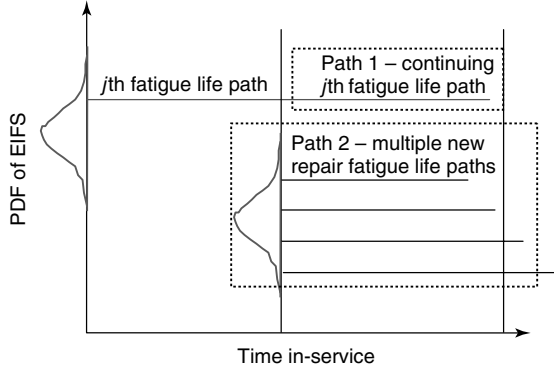 Path 1 – continuing
jth fatigue life path
jth fatigue life path
Path 2 – multiple new
repair fatigue life paths
PDF of EIFS
Time in-service